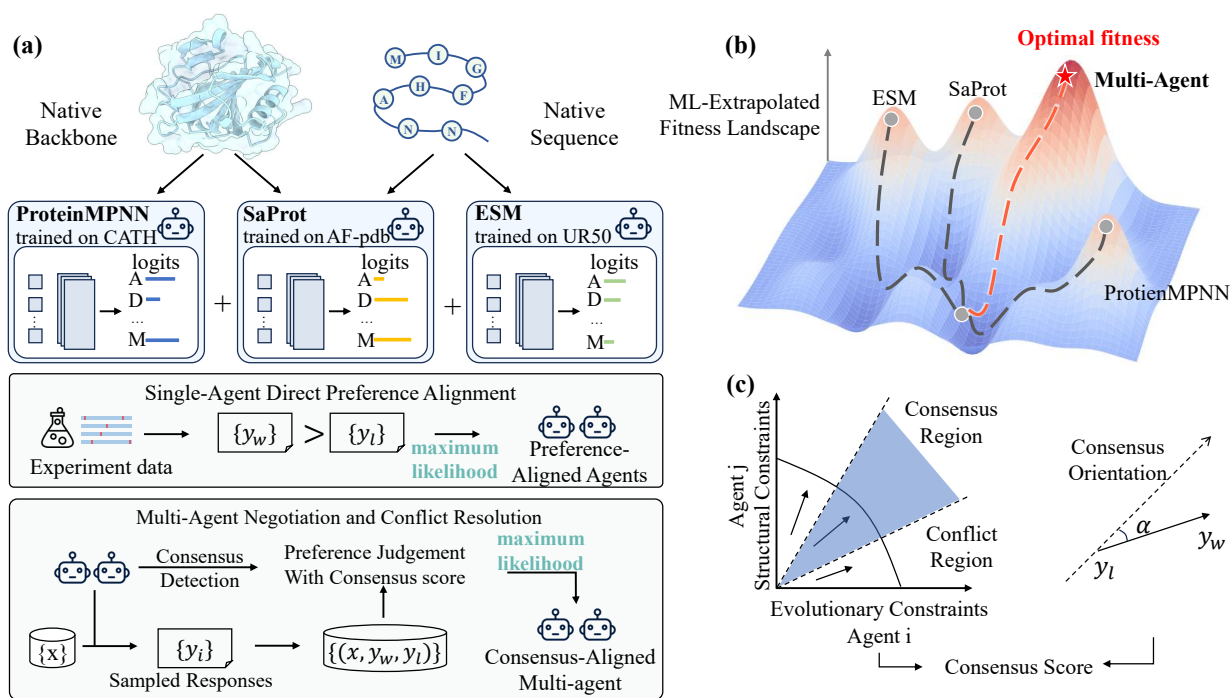 (a)
Native
Backbone
M
I
G
F
H
A
N
N
Native
Sequence
ProteinMPNN
trained on CATH
logits
A
D
...
M
+
SaProt
trained on AF-pdb
logits
A
D
...
M
+
ESM
trained on UR50
logits
A
D
...
M
Single-Agent Direct Preference Alignment
Experiment data
{y_w}
>
{y_l}
maximum
likelihood
Preference-
Aligned Agents
Multi-Agent Negotiation and Conflict Resolution
Consensus
Detection
Preference Judgement
With Consensus score
maximum
likelihood
{x}
{y_i}
Sampled Responses
{(x, y_w, y_l)}
Consensus-Aligned
Multi-agent
(b)
Optimal fitness
Multi-Agent
ML-Extrapolated
Fitness Landscape
ESM
SaProt
ProtienMPNN
(c)
Agent j
Structural Constraints
Consensus
Region
Conflict
Region
Evolutionary Constraints
Agent i
Consensus
Orientation
α
y_w
y_l
Consensus Score